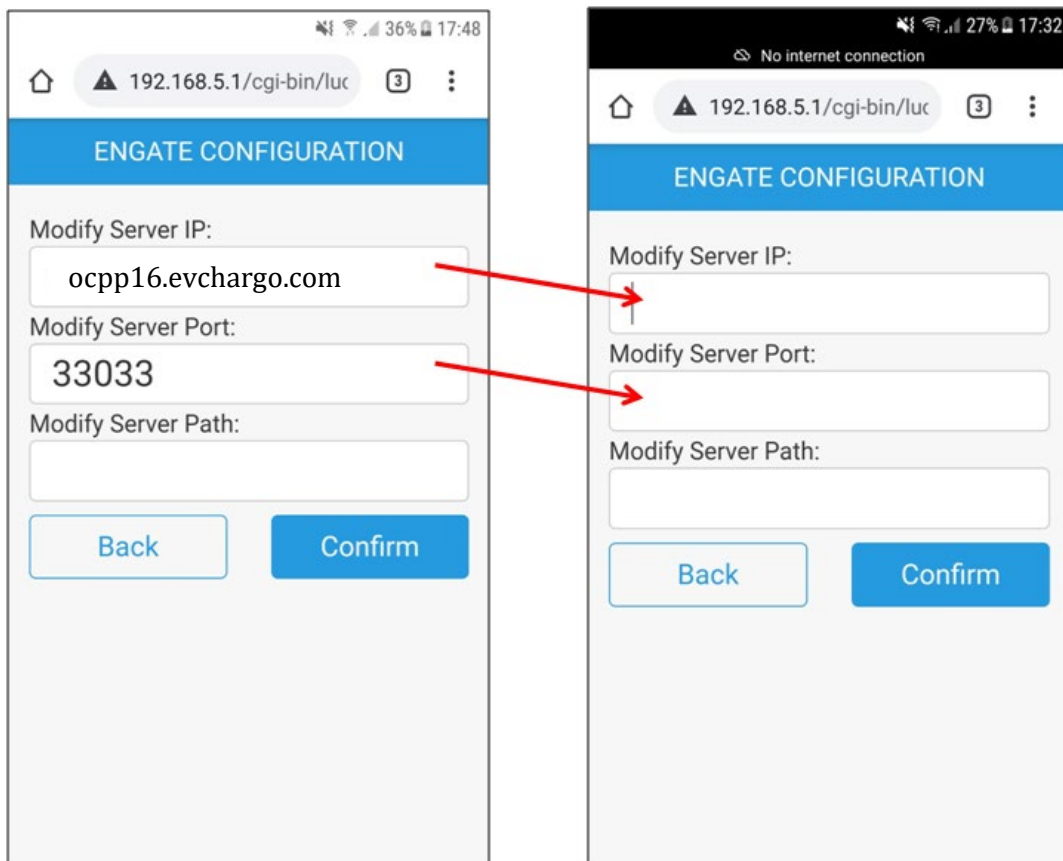 36% 17:48
192.168.5.1/cgi-bin/luc 3
ENGATE CONFIGURATION
Modify Server IP:
ocpp16.evchargo.com
Modify Server Port:
33033
Modify Server Path:
Back Confirm
27% 17:32
No internet connection
192.168.5.1/cgi-bin/luc 3
ENGATE CONFIGURATION
Modify Server IP:
Modify Server Port:
Modify Server Path:
Back Confirm